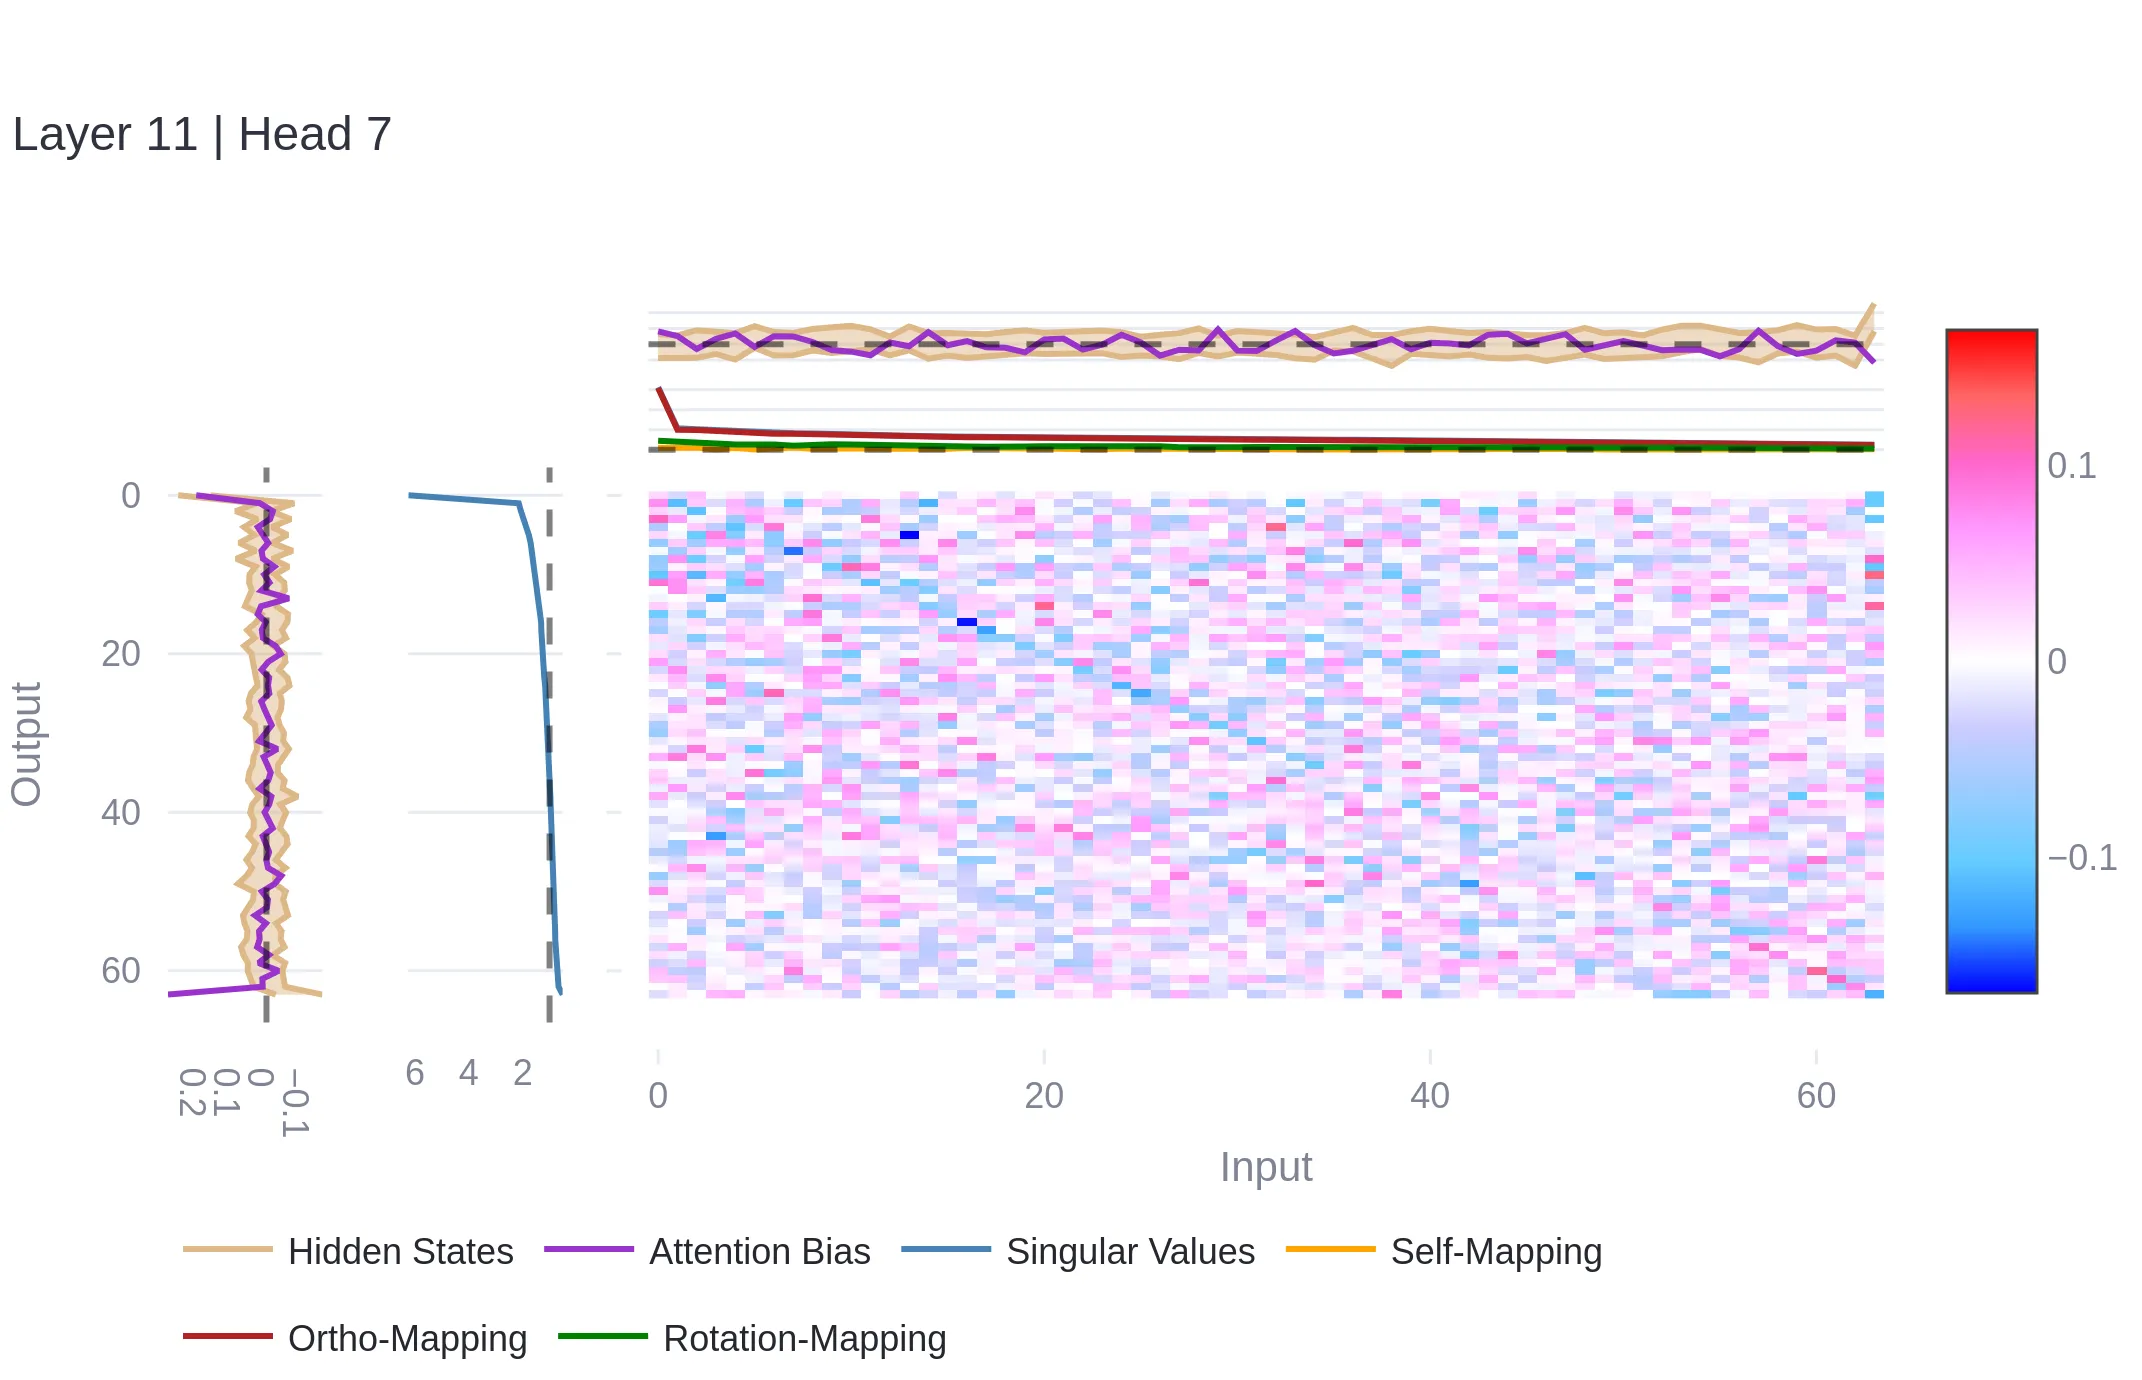 Layer 11 | Head 7
0
20
40
60
Output
0.2
0.1
0
−0.1
6
4
2
0
20
40
60
Input
0.1
0
−0.1
Hidden States
Attention Bias
Singular Values
Self-Mapping
Ortho-Mapping
Rotation-Mapping